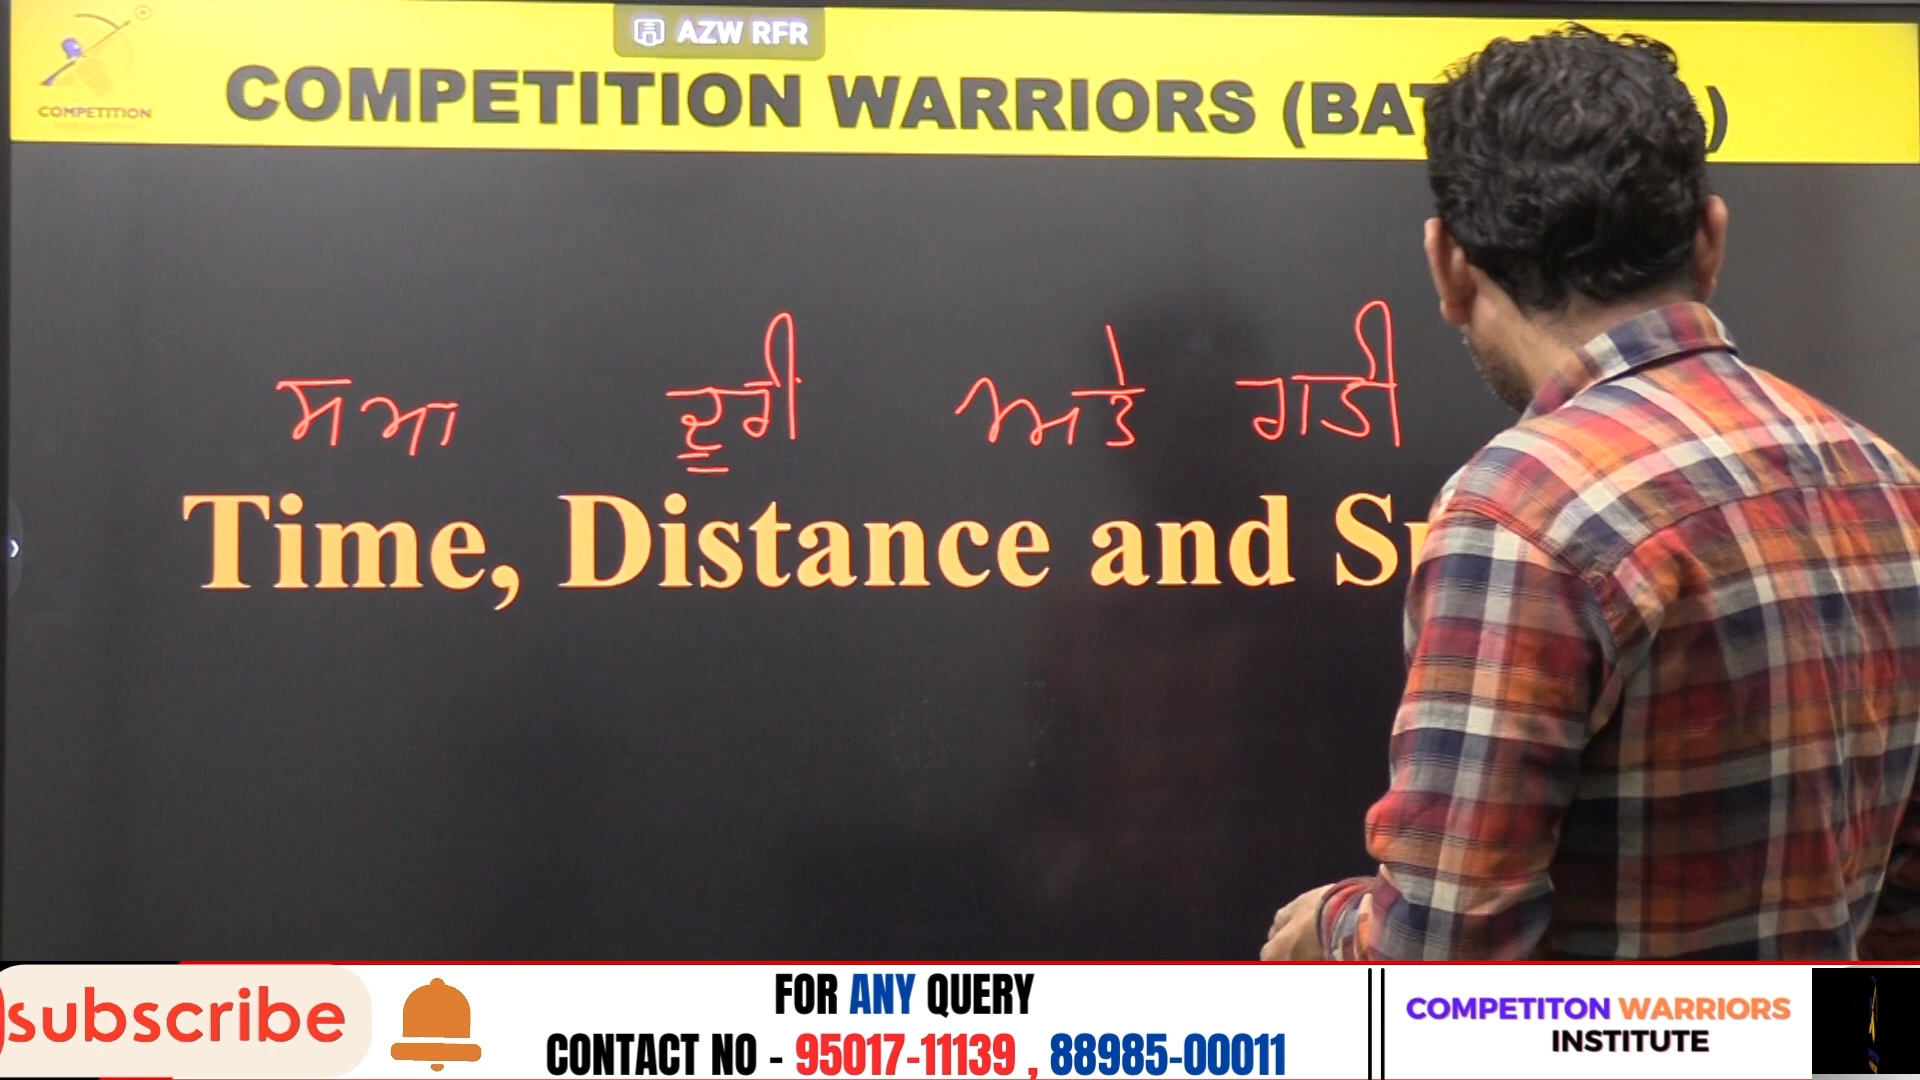 AZW RFR
COMPETITION
COMPETITION WARRIORS (BAT )
ਸਮਾ ਦੂਰੀ ਅਤੇ ਗਤੀ
Time, Distance and Sp
subscribe
FOR ANY QUERY
CONTACT NO - 95017-11139 , 88985-00011
COMPETITON WARRIORS
INSTITUTE